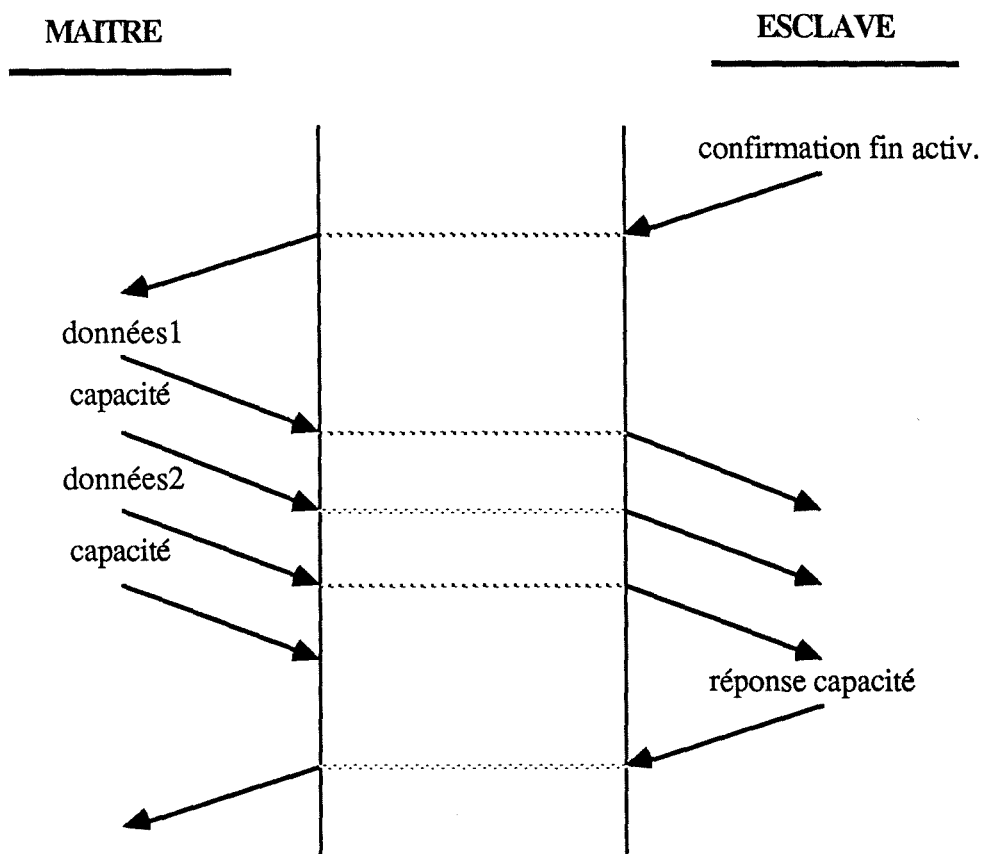 MAITRE
ESCLAVE
confirmation fin activ.
données1
capacité
données2
capacité
réponse capacité